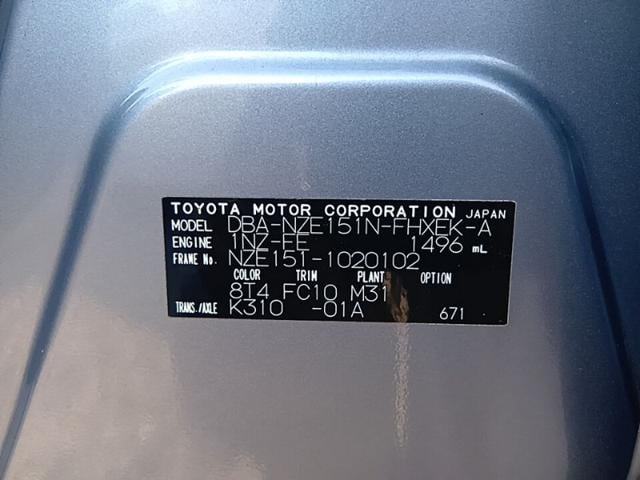 TOYOTA MOTOR CORPORATION JAPAN
MODEL DBA-NZE151N-FHXEK-A
ENGINE 1NZ-FE 1496 mL
FRAME No. NZE151-1020102
COLOR TRIM PLANT OPTION
8T4 FC10 M31
TRANS./AXLE K310 -01A 671